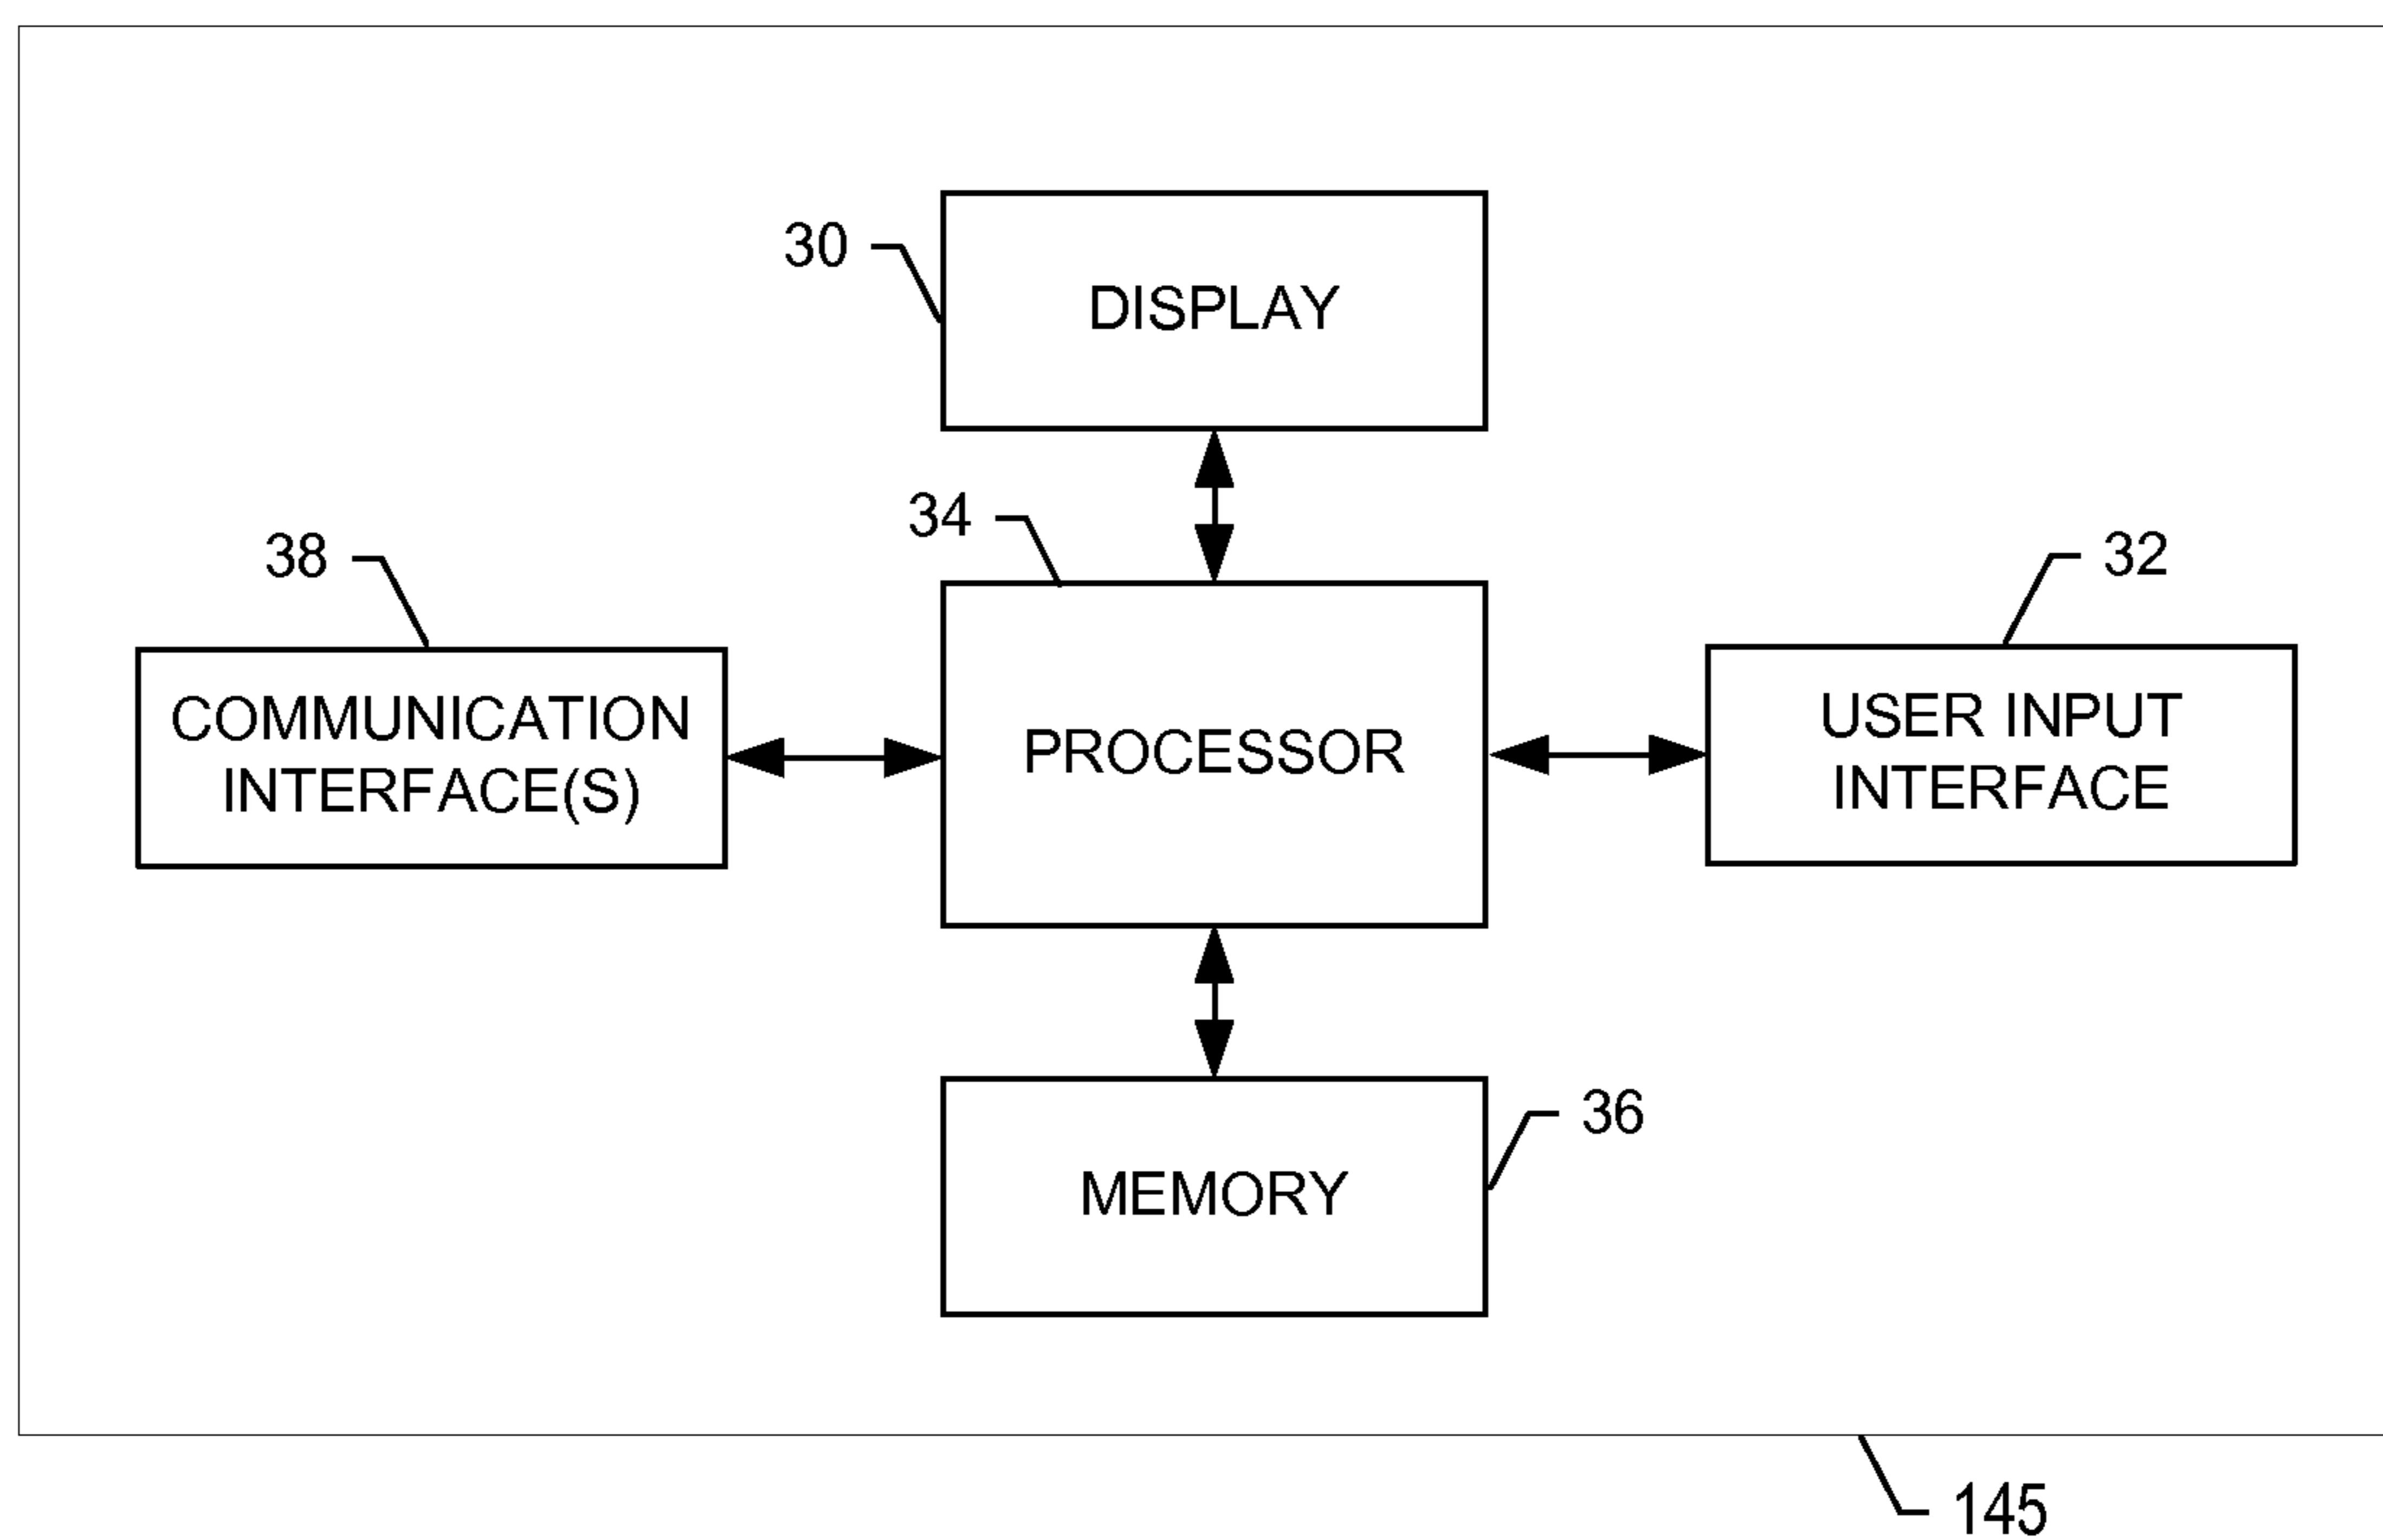 30
DISPLAY
34
38
32
COMMUNICATION
INTERFACE(S)
PROCESSOR
USER INPUT
INTERFACE
36
MEMORY
145